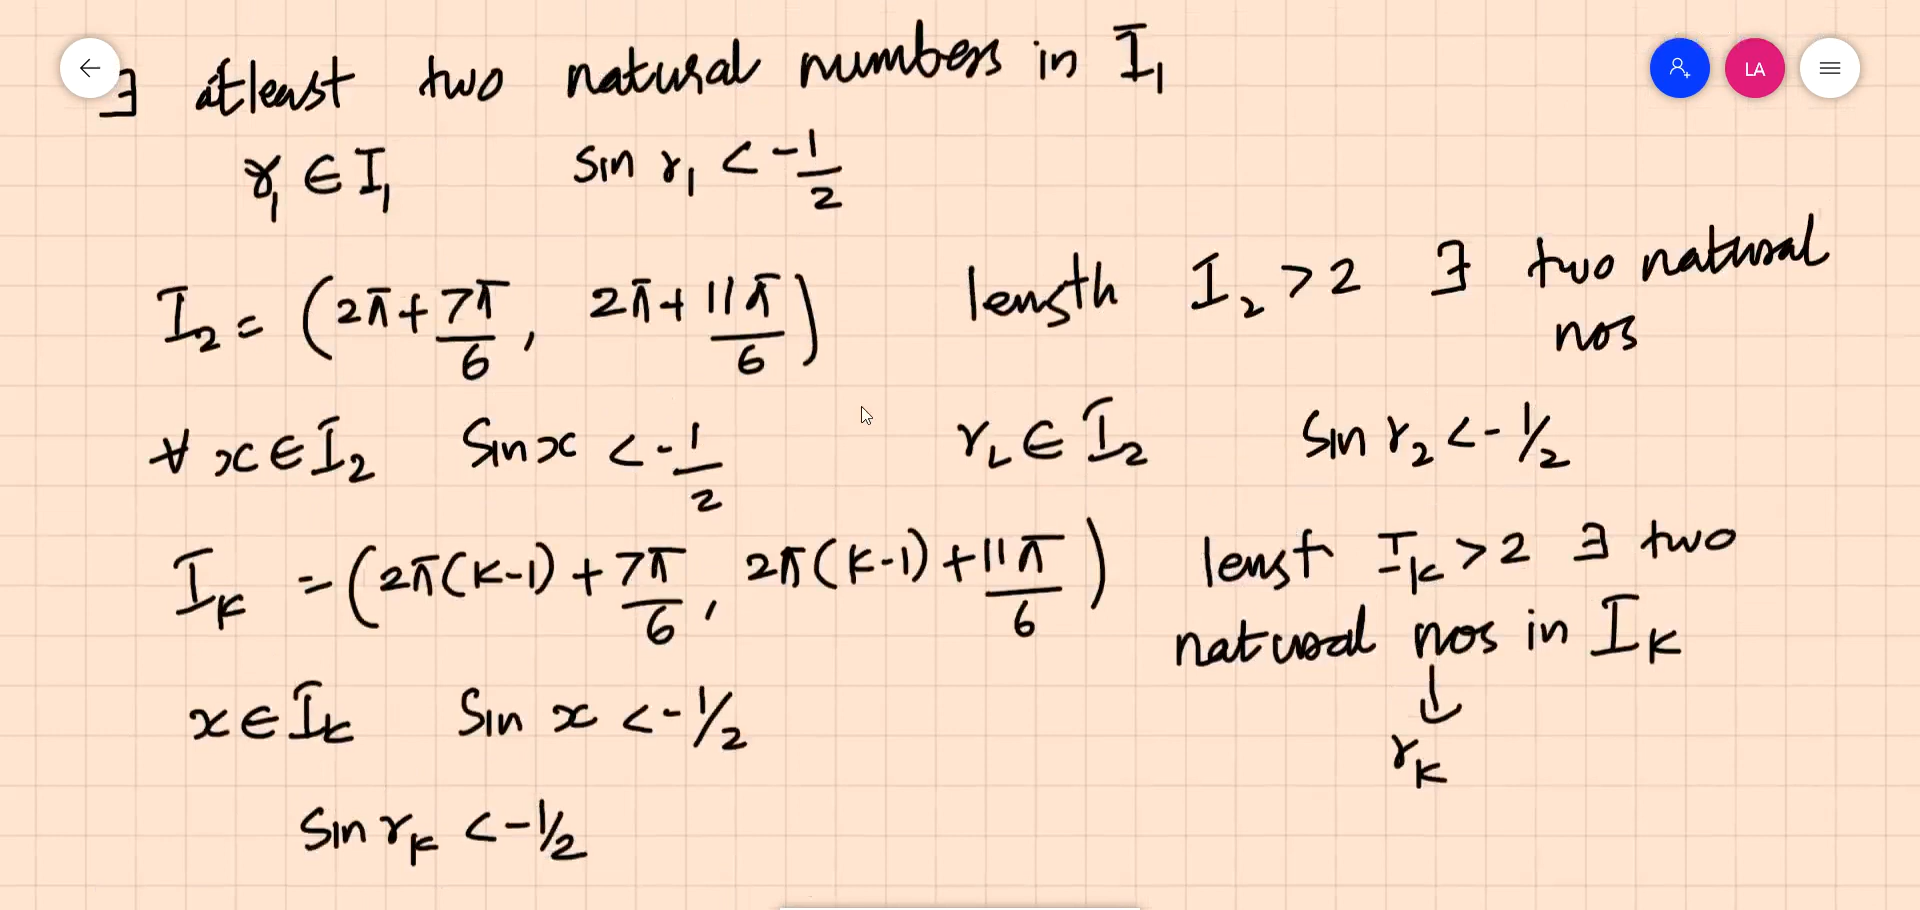 ∃ atleast two natural numbers in I₁
r₁ ∈ I₁ sin r₁ < -1/2
I₂ = (2π + 7π/6, 2π + 11π/6) length I₂ > 2 ∃ two natural nos
∀ x ∈ I₂ Sin x < -1/2 r₂ ∈ I₂ Sin r₂ < -1/2
I_K = (2π(K-1) + 7π/6, 2π(K-1) + 11π/6) lenst I_K > 2 ∃ two
natural nos in I_K
x ∈ I_K Sin x < -1/2
↓
r_K
Sin r_K < -1/2
LA